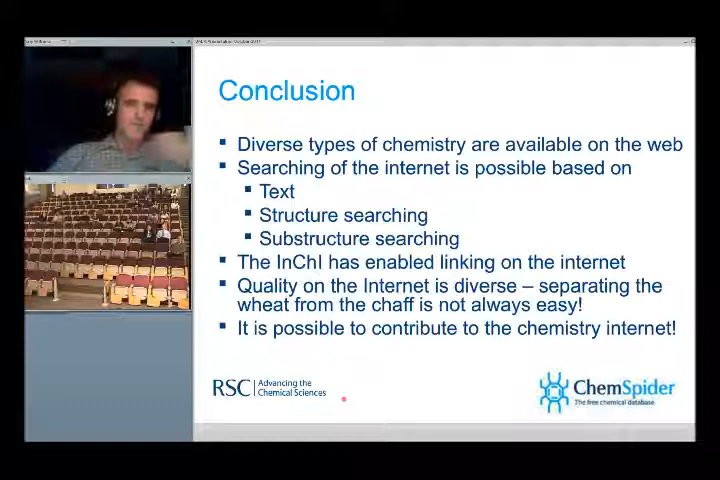 Conclusion
Diverse types of chemistry are available on the web
Searching of the internet is possible based on
Text
Structure searching
Substructure searching
The InChI has enabled linking on the internet
Quality on the Internet is diverse – separating the
wheat from the chaff is not always easy!
It is possible to contribute to the chemistry internet!
RSC
Advancing the
Chemical Sciences
ChemSpider
The free chemical database